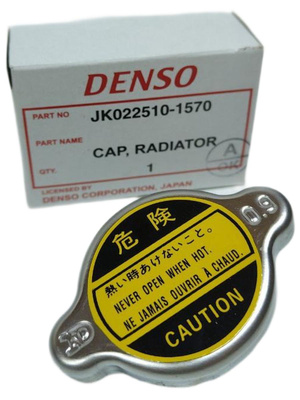 DENSO
PART NO JK022510-1570
PART NAME CAP, RADIATOR
QTY. 1
A
OK
LICENSED BY
DENSO CORPORATION, JAPAN
0.9
危険
熱い時あけないこと。
NEVER OPEN WHEN HOT.
NE JAMAIS OUVRIR À CHAUD.
CAUTION